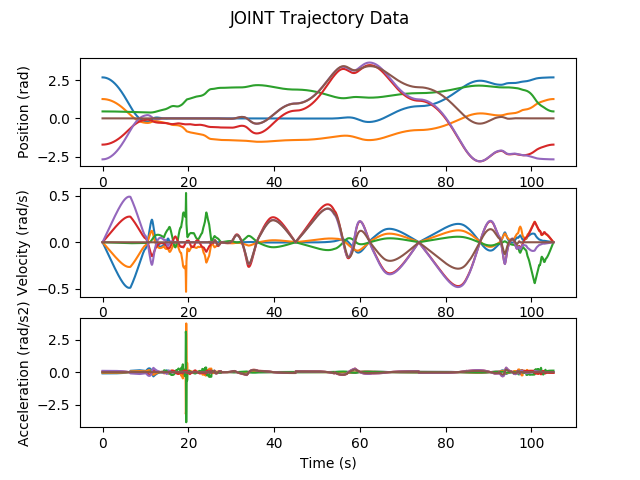 JOINT Trajectory Data
Position (rad)
2.5
0.0
−2.5
0 20 40 60 80 100
Velocity (rad/s)
0.5
0.0
−0.5
0 20 40 60 80 100
Acceleration (rad/s2)
2.5
0.0
−2.5
0 20 40 60 80 100
Time (s)